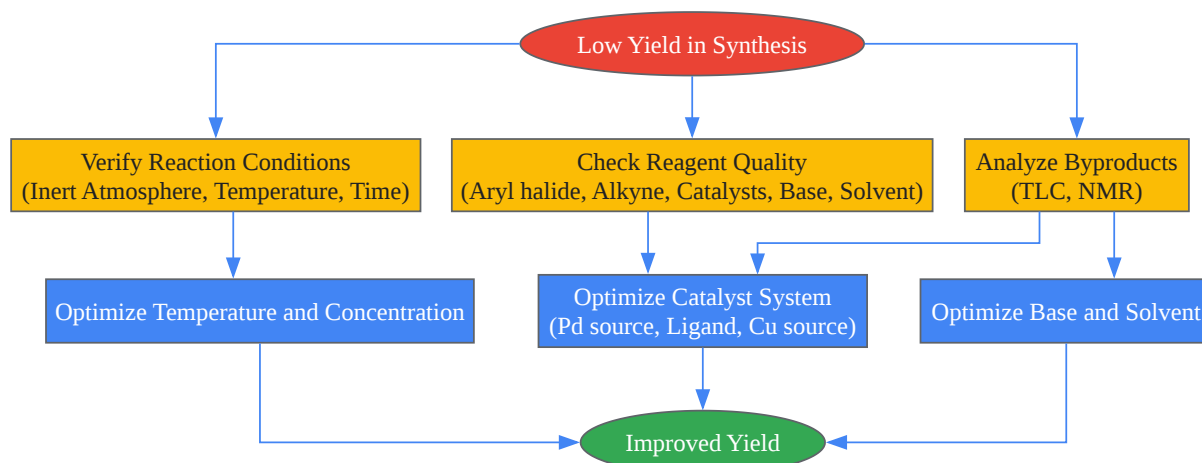 Low Yield in Synthesis
Verify Reaction Conditions
(Inert Atmosphere, Temperature, Time)
Check Reagent Quality
(Aryl halide, Alkyne, Catalysts, Base, Solvent)
Analyze Byproducts
(TLC, NMR)
Optimize Temperature and Concentration
Optimize Catalyst System
(Pd source, Ligand, Cu source)
Optimize Base and Solvent
Improved Yield